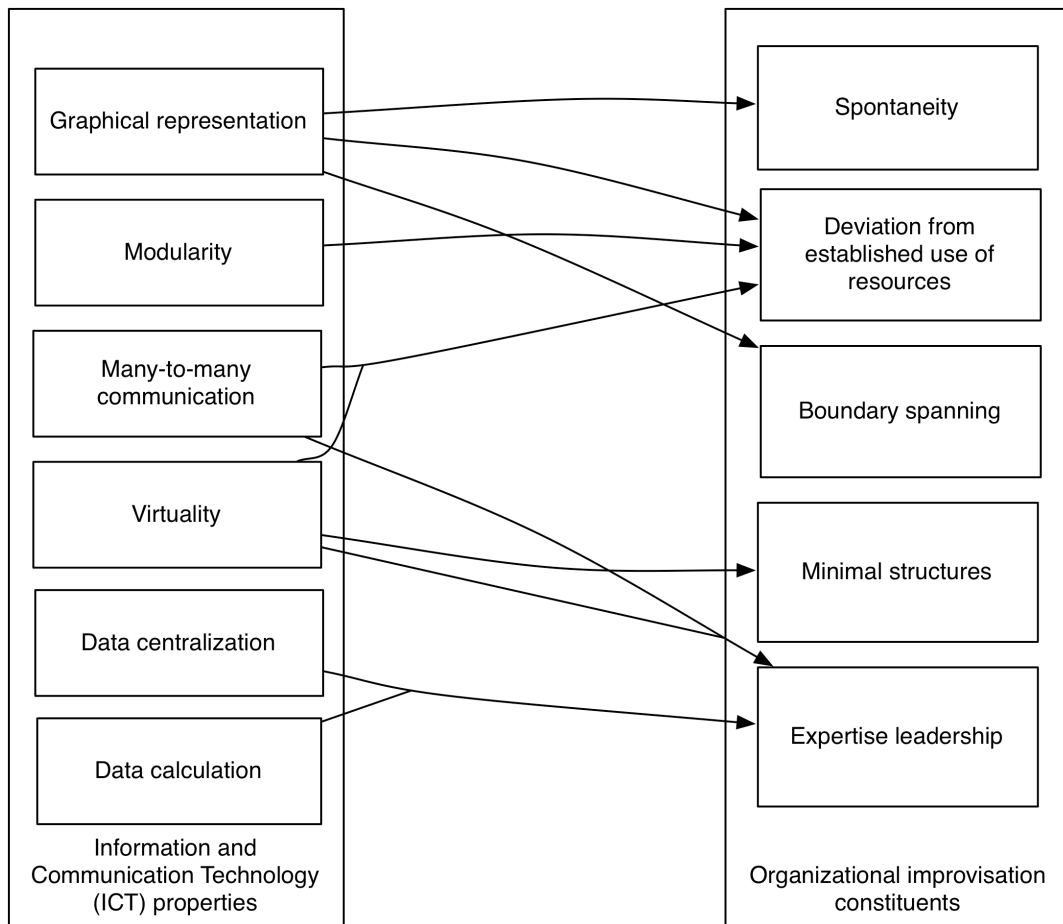 Graphical representation
Modularity
Many-to-many
communication
Virtuality
Data centralization
Data calculation
Information and
Communication Technology
(ICT) properties
Spontaneity
Deviation from
established use of
resources
Boundary spanning
Minimal structures
Expertise leadership
Organizational improvisation
constituents